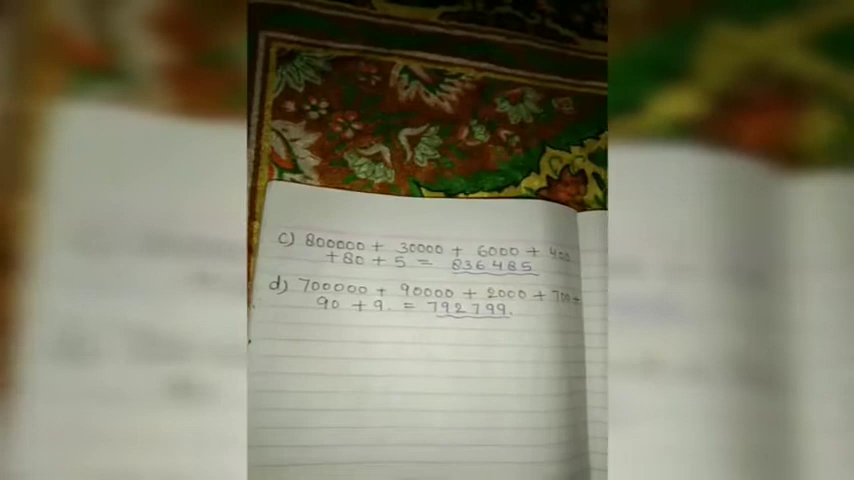 c) 800000 + 30000 + 6000 + 400
+80 + 5 = 836485
d) 700000 + 90000 + 2000 + 700 +
90 + 9. = 792799.